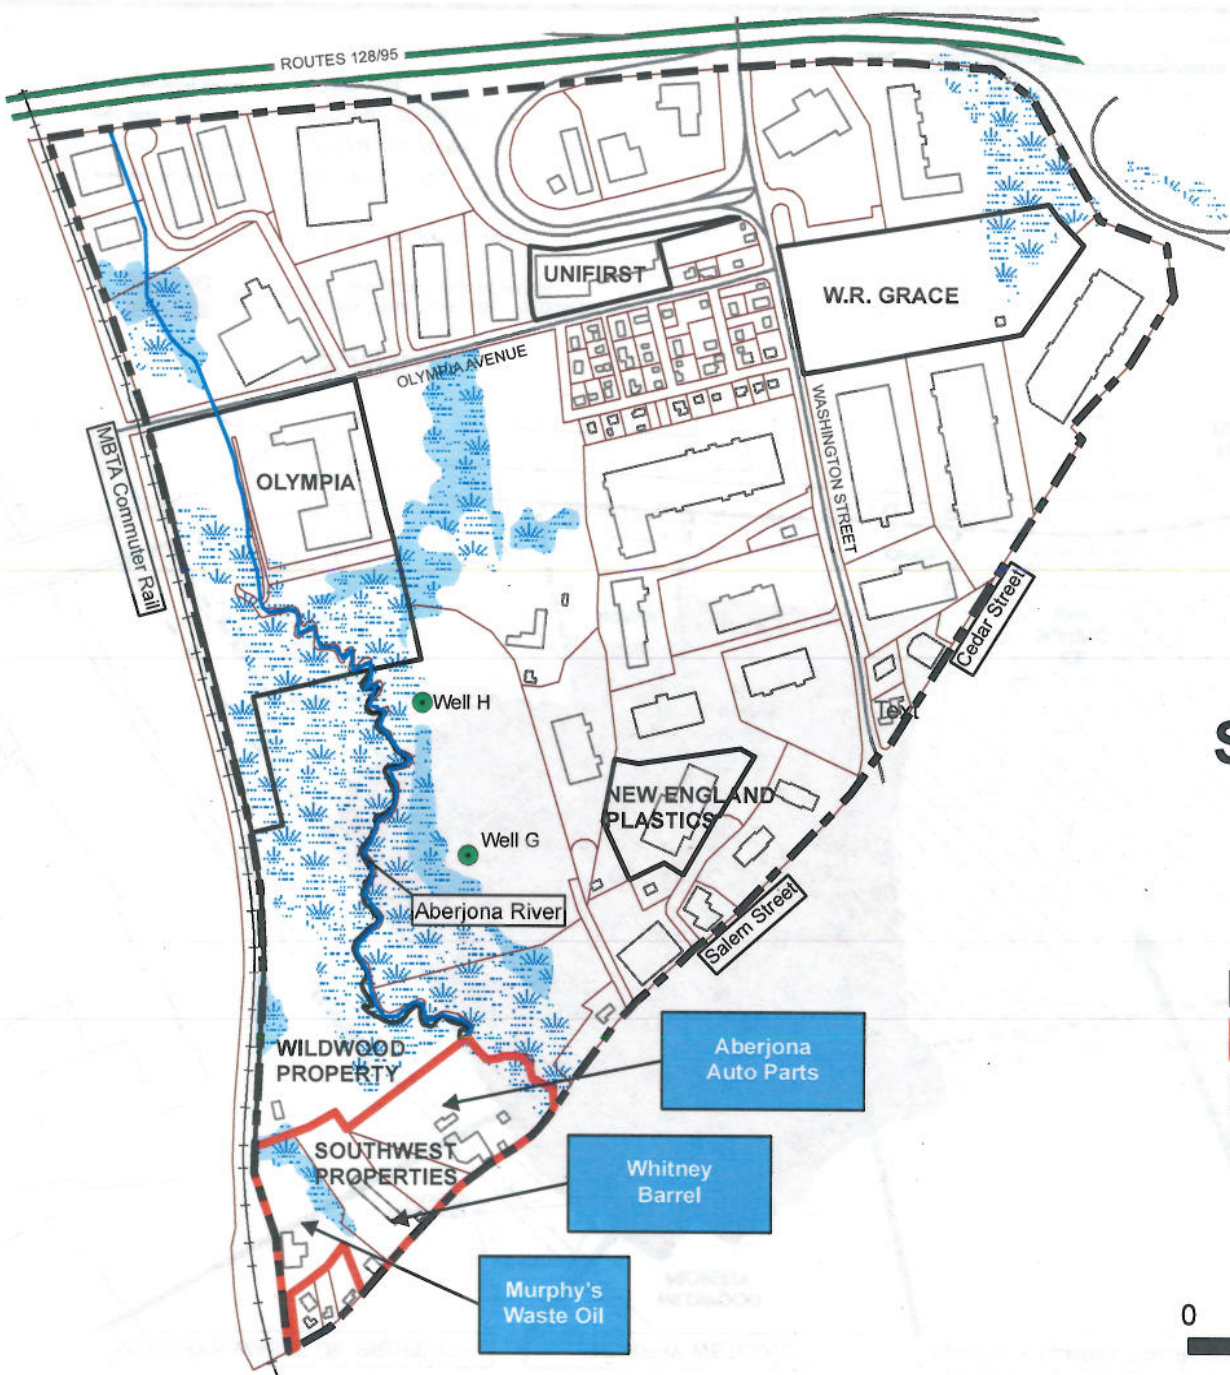 ROUTES 128/95
UNIFIRST
W.R. GRACE
OLYMPIA AVENUE
MBTA Commuter Rail
OLYMPIA
WASHINGTON STREET
Cedar Street
Well H
Text
S
NEW ENGLAND
PLASTICS
Well G
Aberjona River
Salem Street
WILDWOOD
PROPERTY
Aberjona
Auto Parts
SOUTHWEST
PROPERTIES
Whitney
Barrel
Murphy's
Waste Oil
0